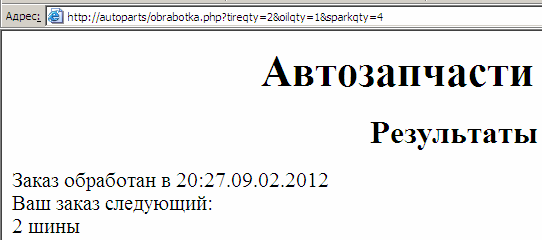 Адрес: http://autoparts/obrabotka.php?tireqty=2&oilqty=1&sparkqty=4
Автозапчасти
Результаты
Заказ обработан в 20:27.09.02.2012
Ваш заказ следующий:
2 шины